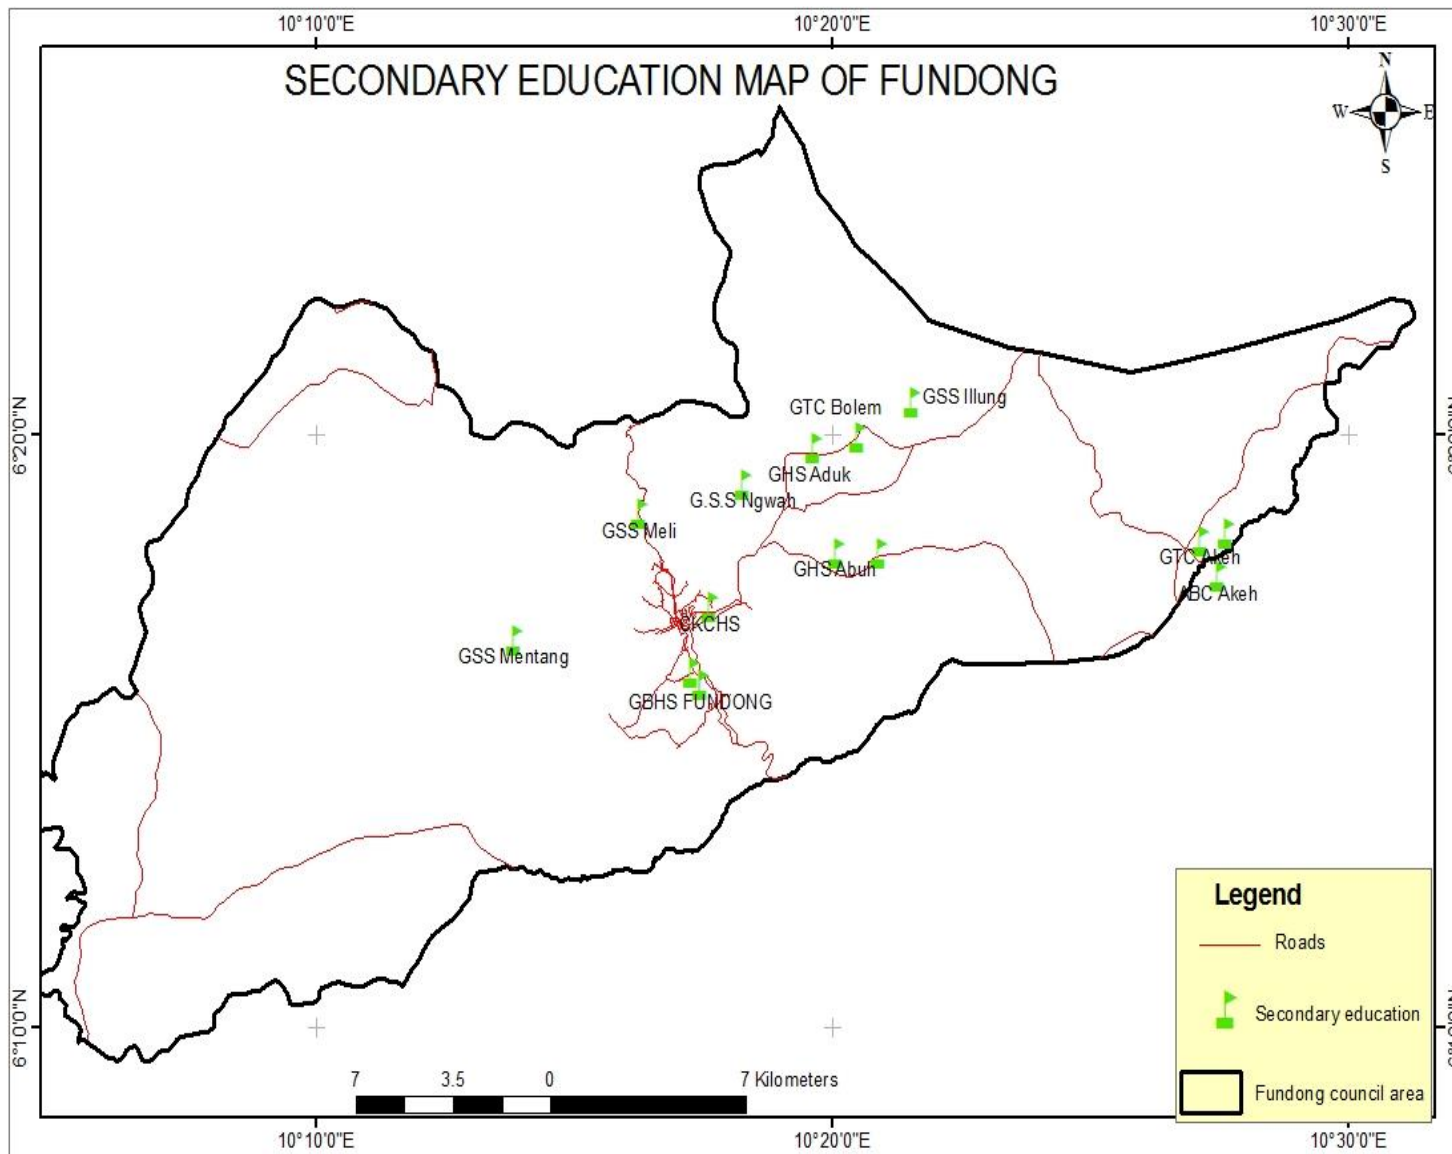 10°10'0"E
10°20'0"E
10°30'0"E
SECONDARY EDUCATION MAP OF FUNDONG
N
W
E
S
6°20'0"N
GSS Illung
GTC Bolem
GHS Aduk
G.S.S Ngwah
GSS Meli
GHS Abuh
GTC Akeh
ABC Akeh
CKCHS
GSS Mentang
GBHS FUNDONG
6°10'0"N
Legend
Roads
Secondary education
Fundong council area
7 3.5 0 7 Kilometers
10°10'0"E
10°20'0"E
10°30'0"E